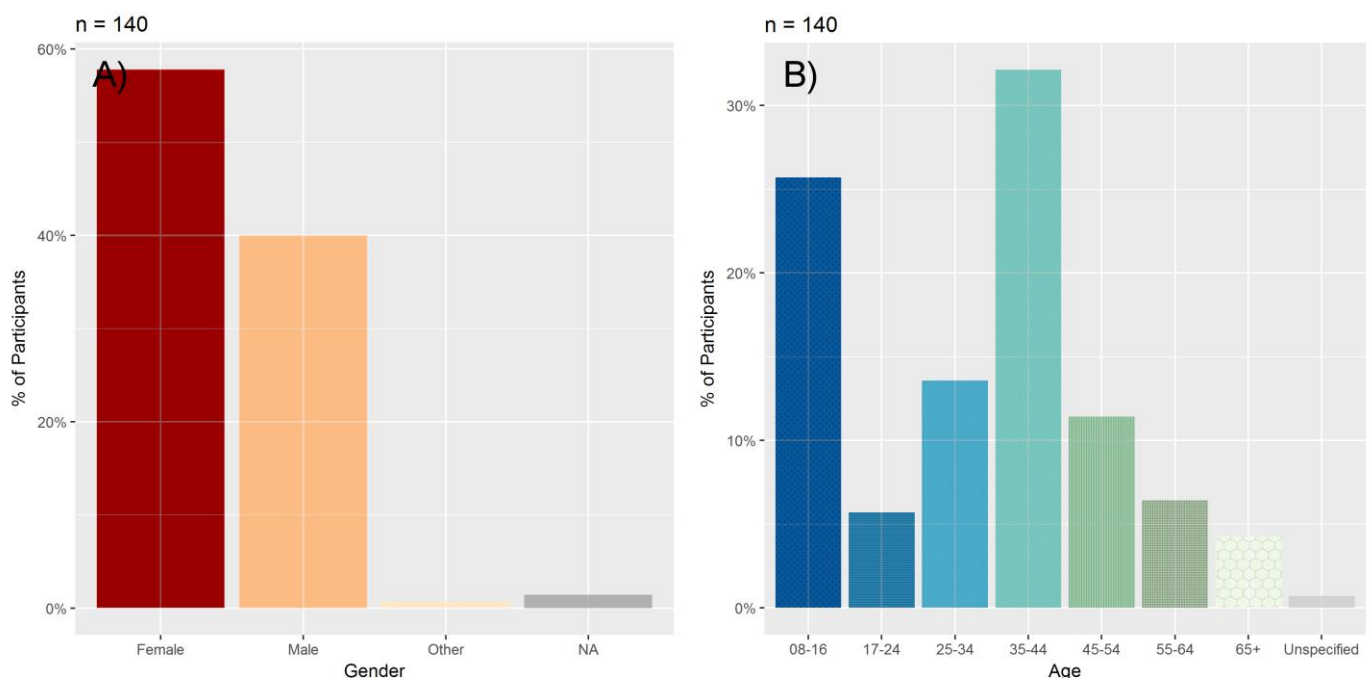 n = 140
A)
60%
40%
20%
0%
% of Participants
Female Male Other NA
Gender
n = 140
B)
30%
20%
10%
0%
% of Participants
08-16 17-24 25-34 35-44 45-54 55-64 65+ Unspecified
Age